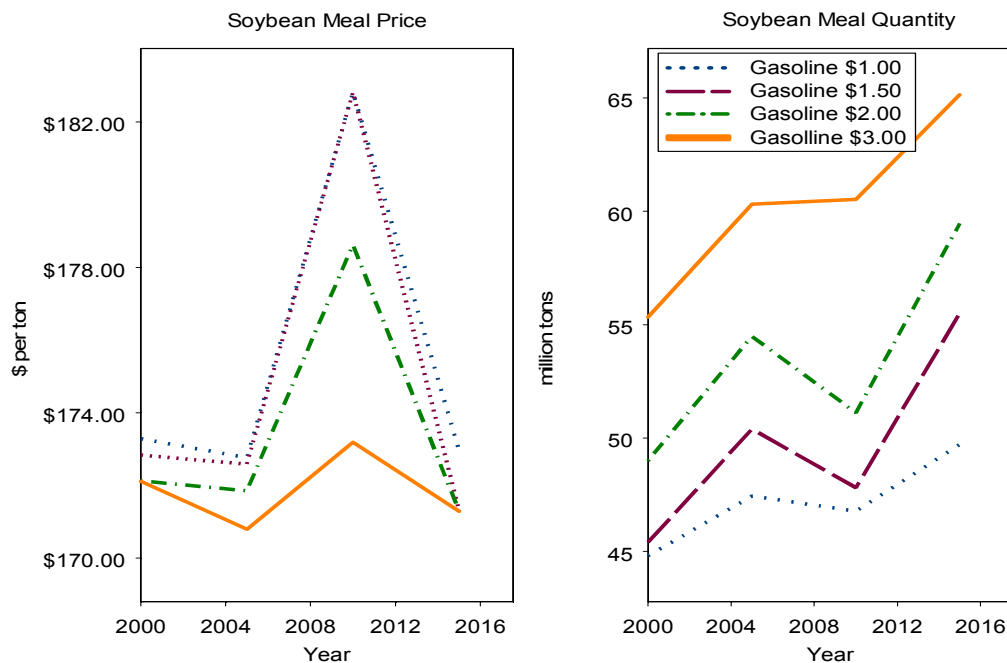 Soybean Meal Price
$182.00
$178.00
$174.00
$170.00
$ per ton
2000 2004 2008 2012 2016
Year
Soybean Meal Quantity
Gasoline $1.00
Gasoline $1.50
Gasoline $2.00
Gasolline $3.00
65
60
55
50
45
million tons
2000 2004 2008 2012 2016
Year